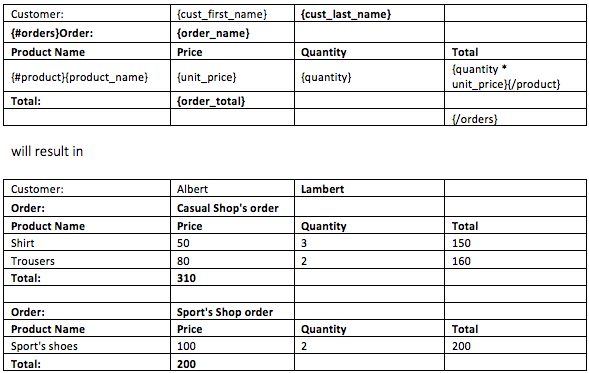 Customer: {cust_first_name} {cust_last_name}
{#orders}Order: {order_name}
Product Name Price Quantity Total
{#product}{product_name} {unit_price} {quantity} {quantity *
unit_price}{/product}
Total: {order_total}
{/orders}
will result in
Customer: Albert Lambert
Order: Casual Shop's order
Product Name Price Quantity Total
Shirt 50 3 150
Trousers 80 2 160
Total: 310
Order: Sport's Shop order
Product Name Price Quantity Total
Sport's shoes 100 2 200
Total: 200